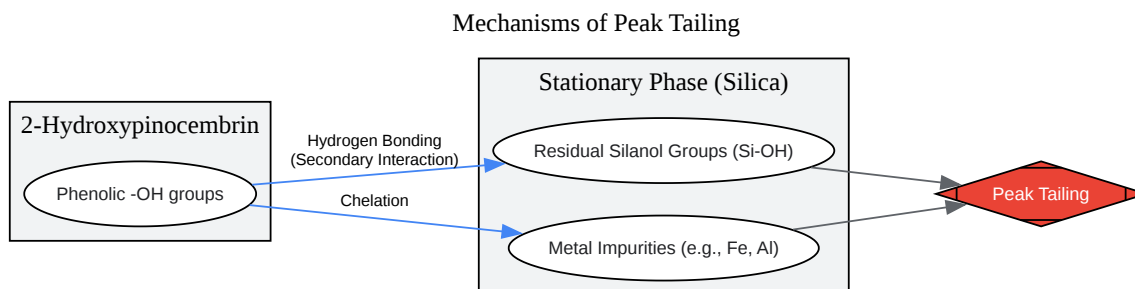 Mechanisms of Peak Tailing
2-Hydroxypinocembrin
Phenolic -OH groups
Hydrogen Bonding
(Secondary Interaction)
Chelation
Stationary Phase (Silica)
Residual Silanol Groups (Si-OH)
Metal Impurities (e.g., Fe, Al)
Peak Tailing